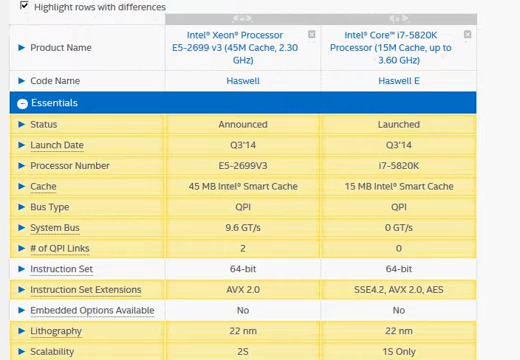 Highlight rows with differences
Product Name
Intel® Xeon® Processor
E5-2699 v3 (45M Cache, 2.30
GHz)
Intel® Core™ i7-5820K
Processor (15M Cache, up to
3.60 GHz)
Code Name Haswell Haswell E
Essentials
Status Announced Launched
Launch Date Q3'14 Q3'14
Processor Number E5-2699V3 i7-5820K
Cache 45 MB Intel® Smart Cache 15 MB Intel® Smart Cache
Bus Type QPI QPI
System Bus 9.6 GT/s 0 GT/s
# of QPI Links 2 0
Instruction Set 64-bit 64-bit
Instruction Set Extensions AVX 2.0 SSE4.2, AVX 2.0, AES
Embedded Options Available No No
Lithography 22 nm 22 nm
Scalability 2S 1S Only